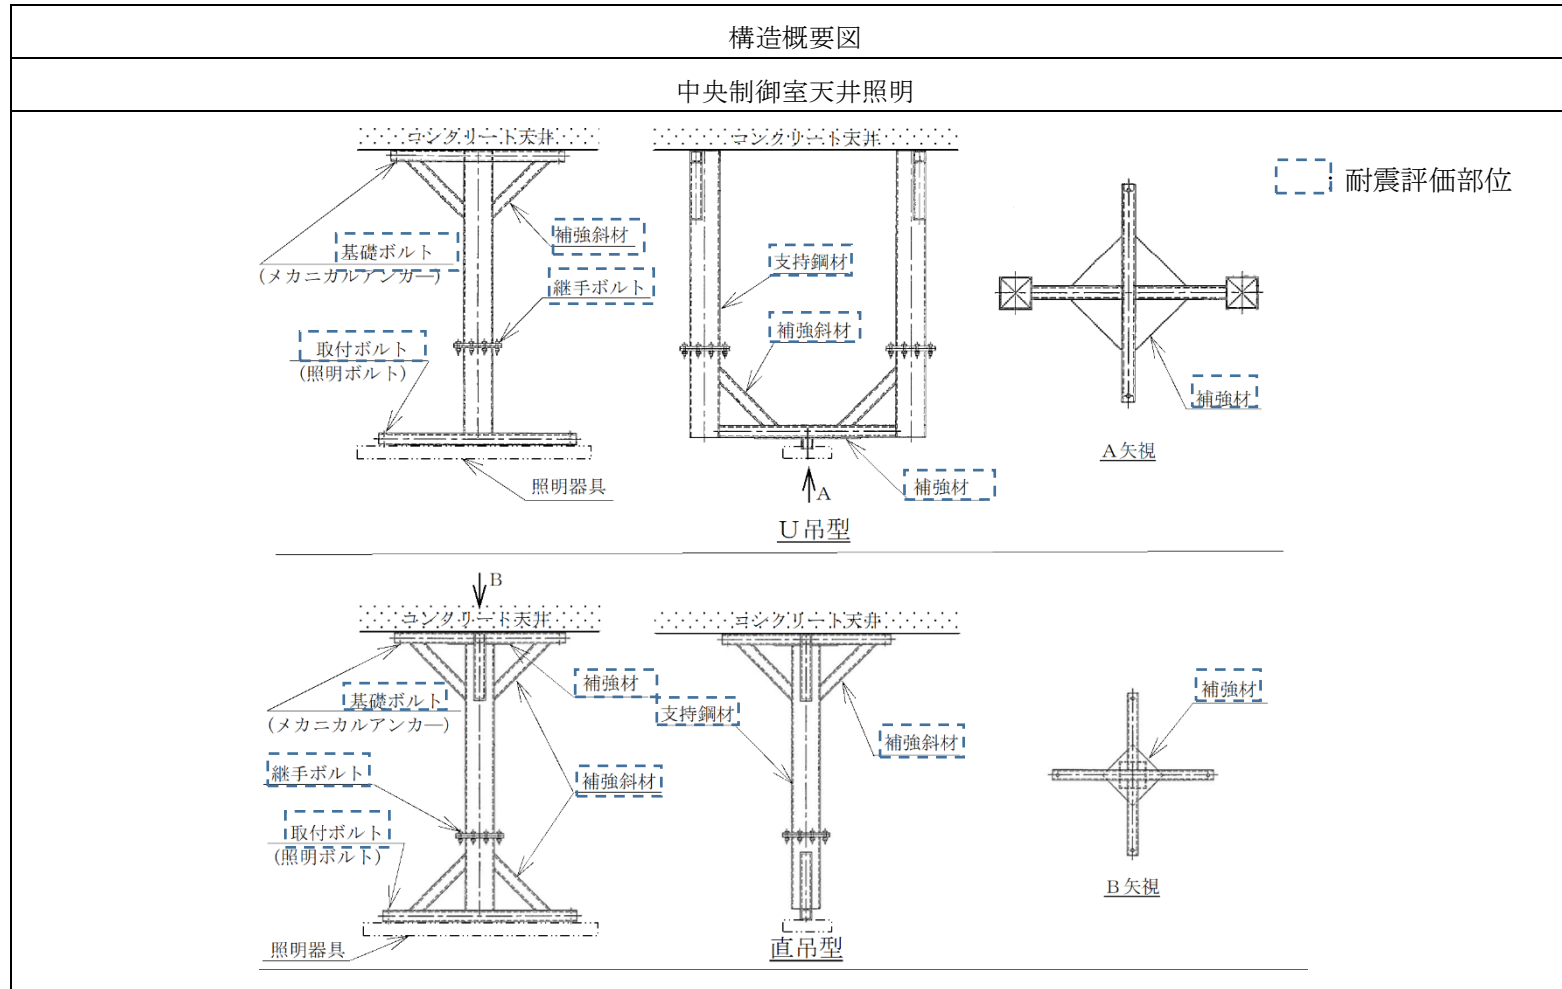 構造概要図
中央制御室天井照明
コンクリート天井
コンクリート天井
: 耐震評価部位
補強斜材
基礎ボルト
(メカニカルアンカー)
継手ボルト
支持鋼材
補強斜材
取付ボルト
(照明ボルト)
補強材
A矢視
照明器具
補強材
A
U吊型
B
コンクリート天井
コンクリート天井
補強材
基礎ボルト
(メカニカルアンカー)
支持鋼材
補強斜材
補強材
継手ボルト
補強斜材
取付ボルト
(照明ボルト)
B矢視
照明器具
直吊型